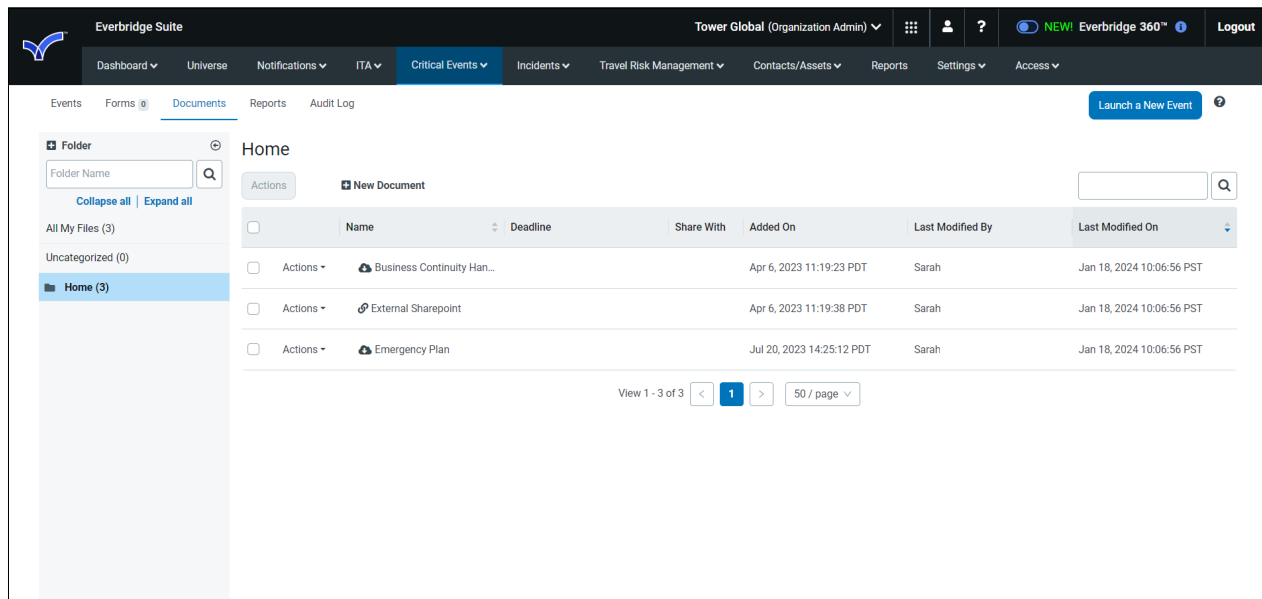 Everbridge Suite
Tower Global (Organization Admin)
?
NEW! Everbridge 360™
Logout
Dashboard Universe Notifications ITA Critical Events Incidents Travel Risk Management Contacts/Assets Reports Settings Access
Events Forms 0 Documents Reports Audit Log
Launch a New Event
Folder
Folder Name
Collapse all | Expand all
All My Files (3)
Uncategorized (0)
Home (3)
Home
Actions New Document
Name Deadline Share With Added On Last Modified By Last Modified On
Actions Business Continuity Han... Apr 6, 2023 11:19:23 PDT Sarah Jan 18, 2024 10:06:56 PST
Actions External Sharepoint Apr 6, 2023 11:19:38 PDT Sarah Jan 18, 2024 10:06:56 PST
Actions Emergency Plan Jul 20, 2023 14:25:12 PDT Sarah Jan 18, 2024 10:06:56 PST
View 1 - 3 of 3 < 1 > 50 / page